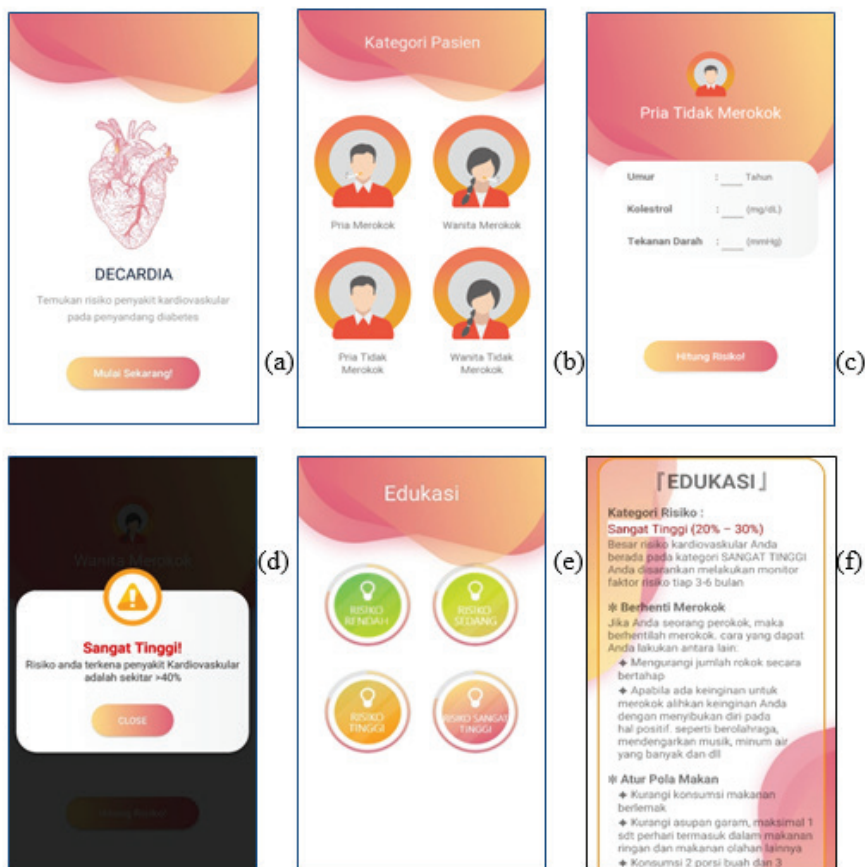 DECARDIA
Temukan risiko penyakit kardiovaskular
pada penyandang diabetes
Mulai Sekarang!
(a)
Kategori Pasien
Pria Merokok
Wanita Merokok
Pria Tidak
Merokok
Wanita Tidak
Merokok
(b)
Pria Tidak Merokok
Umur : ___ Tahun
Kolestrol : ___ (mg/dL)
Tekanan Darah : ___ (mmHg)
Hitung Risiko!
(c)
Wanita Merokok
Sangat Tinggi!
Risiko anda terkena penyakit Kardiovaskular
adalah sekitar >40%
CLOSE
Hitung Risiko!
(d)
Edukasi
RISIKO
RENDAH
RISIKO
SEDANG
RISIKO
TINGGI
RISIKO SANGAT
TINGGI
(e)
「EDUKASI」
Kategori Risiko :
Sangat Tinggi (20% – 30%)
Besar risiko kardiovaskular Anda
berada pada kategori SANGAT TINGGI
Anda disarankan melakukan monitor
faktor risiko tiap 3-6 bulan
✻ Berhenti Merokok
Jika Anda seorang perokok, maka
berhentilah merokok. cara yang dapat
Anda lakukan antara lain:
✦ Mengurangi jumlah rokok secara
bertahap
✦ Apabila ada keinginan untuk
merokok alihkan keinginan Anda
dengan menyibukan diri pada
hal positif. seperti berolahraga,
mendengarkan musik, minum air
yang banyak dan dll
✻ Atur Pola Makan
✦ Kurangi konsumsi makanan
berlemak
✦ Kurangi asupan garam, maksimal 1
sdt perhari termasuk dalam makanan
ringan dan makanan olahan lainnya
✦ Konsumsi 2 porsi buah dan 3
(f)